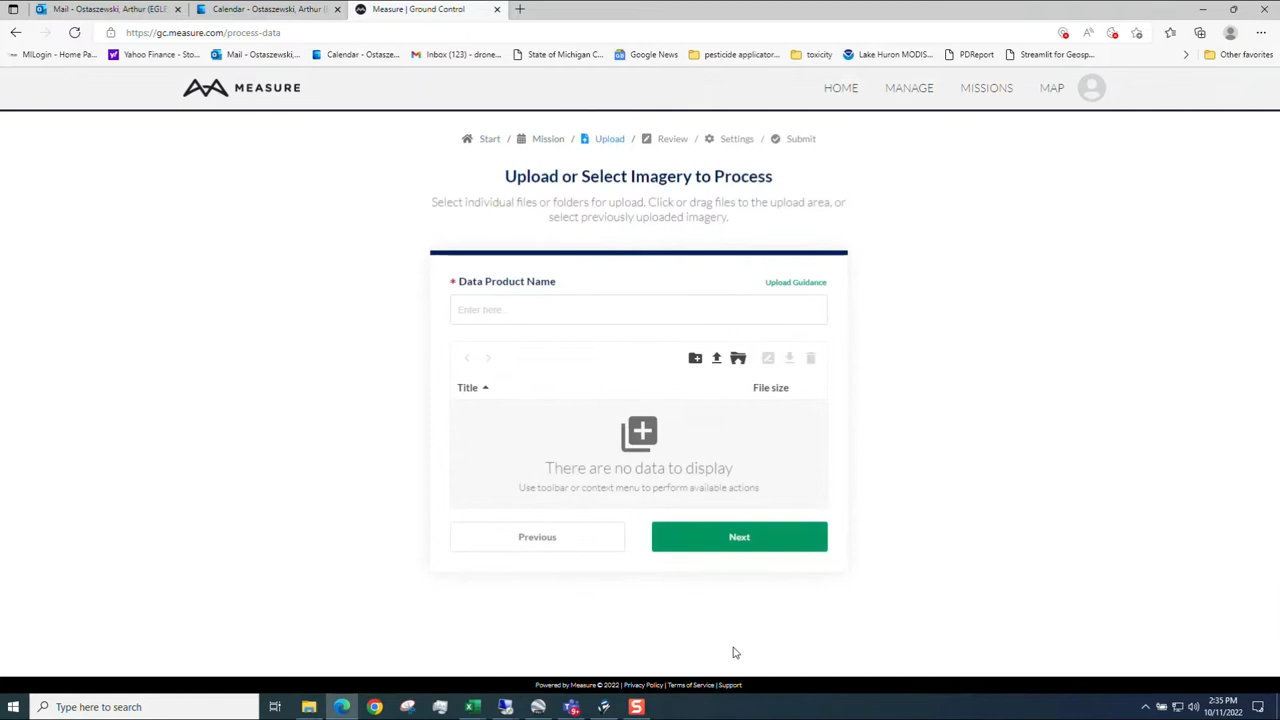 Mail - Ostaszewski, Arthur (EGLE
Calendar - Ostaszewski, Arthur (E
Measure | Ground Control
https://gc.measure.com/process-data
MILogin - Home Pa...
Yahoo Finance - Sto...
Mail - Ostaszewski,...
Calendar - Ostasze...
Inbox (123) - drone...
State of Michigan C...
Google News
pesticide applicator...
toxicity
Lake Huron MODIS...
PDReport
Streamlit for Geosp...
Other favorites
MEASURE
HOME
MANAGE
MISSIONS
MAP
Start / Mission / Upload / Review / Settings / Submit
Upload or Select Imagery to Process
Select individual files or folders for upload. Click or drag files to the upload area, or
select previously uploaded imagery.
* Data Product Name
Upload Guidance
Enter here..
Title
File size
There are no data to display
Use toolbar or context menu to perform available actions
Previous
Next
Powered by Measure © 2022 | Privacy Policy | Terms of Service | Support
Type here to search
2:35 PM
10/11/2022